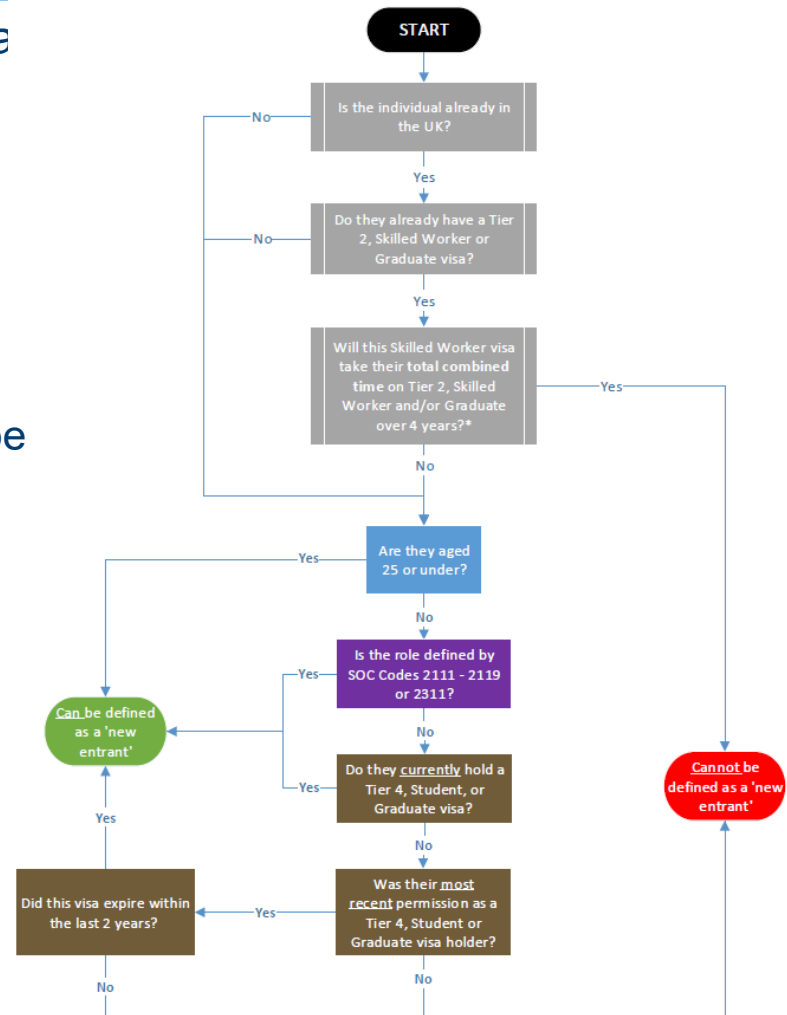 a
START
Is the individual already in
the UK?
No
Yes
Do they already have a Tier
2, Skilled Worker or
Graduate visa?
No
Yes
Will this Skilled Worker visa
take their total combined
time on Tier 2, Skilled
Worker and/or Graduate
over 4 years?*
Yes
No
be
Are they aged
25 or under?
Yes
No
Is the role defined by
SOC Codes 2111 - 2119
or 2311?
Yes
No
Can be defined
as a 'new
entrant'
Do they currently hold a
Tier 4, Student, or
Graduate visa?
Yes
No
Cannot be
defined as a 'new
entrant'
Yes
Was their most
recent permission as a
Tier 4, Student or
Graduate visa holder?
Yes
Did this visa expire within
the last 2 years?
No
No